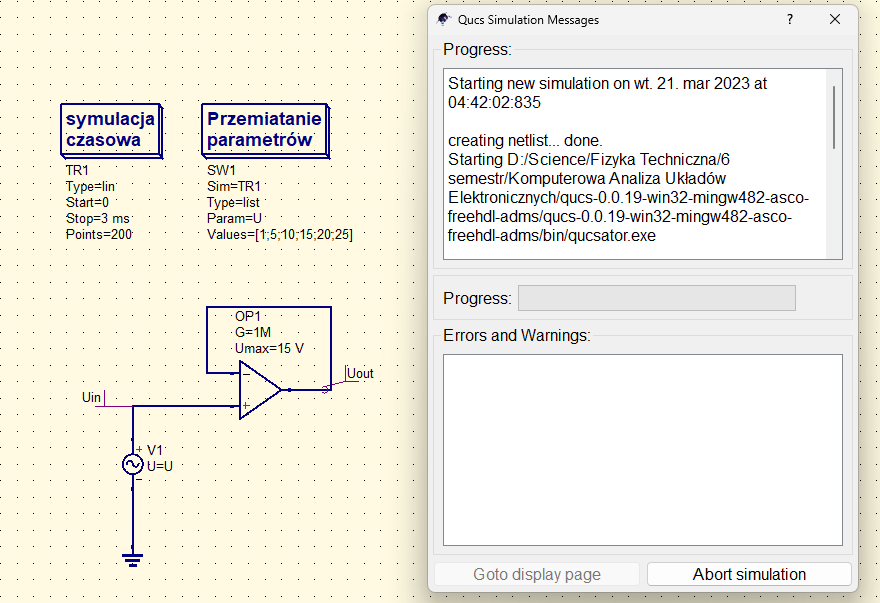 symulacja
czasowa
TR1
Type=lin
Start=0
Stop=3 ms
Points=200
Przemiatanie
parametrów
SW1
Sim=TR1
Type=list
Param=U
Values=[1;5;10;15;20;25]
OP1
G=1M
Umax=15 V
Uout
Uin
V1
U=U
Qucs Simulation Messages
Progress:
Starting new simulation on wt. 21. mar 2023 at
04:42:02:835
creating netlist... done.
Starting D:/Science/Fizyka Techniczna/6
semestr/Komputerowa Analiza Układów
Elektronicznych/qucs-0.0.19-win32-mingw482-asco-
freehdl-adms/qucs-0.0.19-win32-mingw482-asco-
freehdl-adms/bin/qucsator.exe
Progress:
Errors and Warnings:
Goto display page
Abort simulation